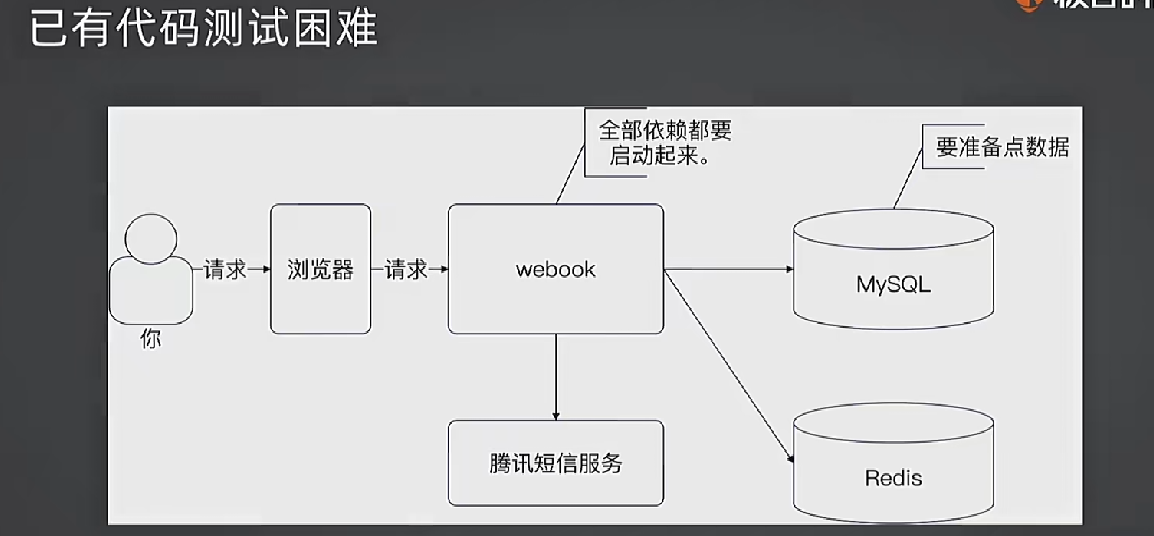 已有代码测试困难
全部依赖都要
启动起来。
要准备点数据
请求
浏览器
请求
webook
MySQL
你
腾讯短信服务
Redis